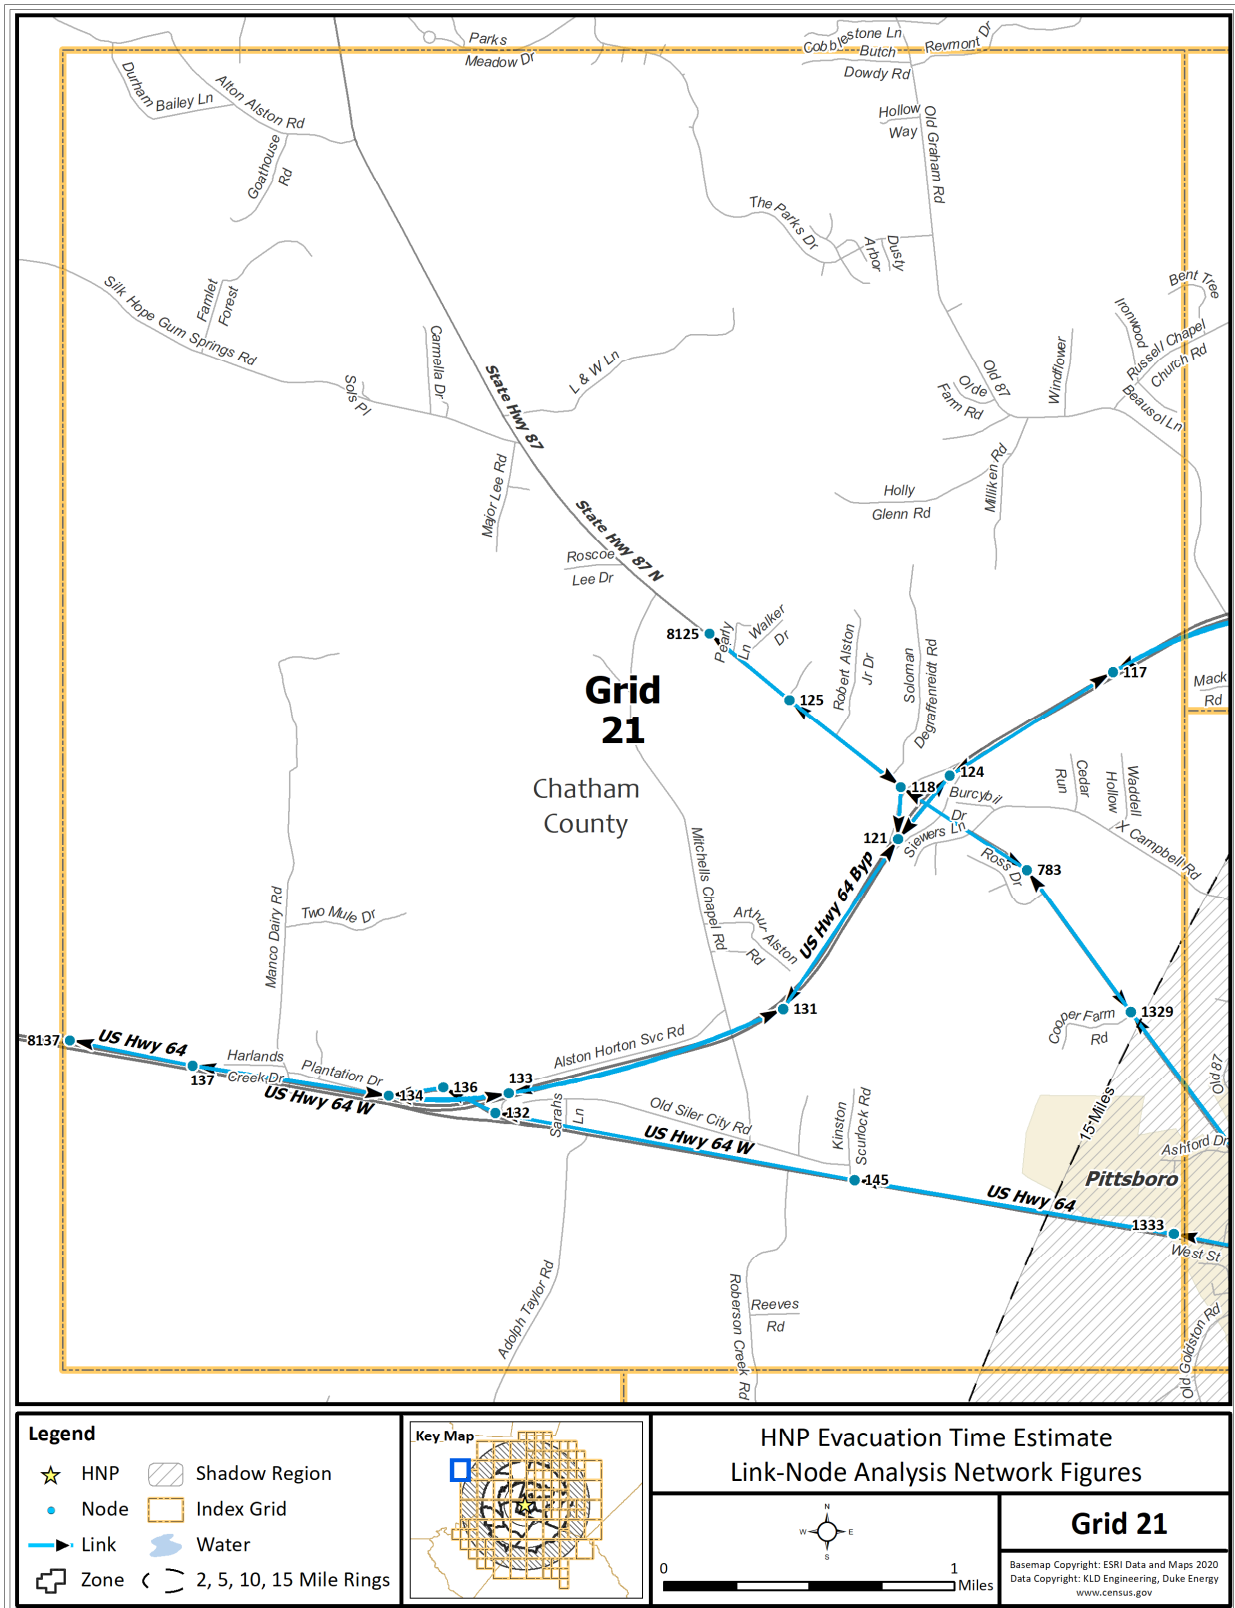 Parks
Meadow Dr
Cobblestone Ln
Butch
Revmont Dr
Dowdy Rd
Durham
Bailey Ln
Alton Alston Rd
Goathouse
Rd
Hollow
Way
Old Graham Rd
The Parks Dr
Arbor
Dusty
Silk Hope Gum Springs Rd
Famlet
Forest
Bent Tree
Ironwood
Russell Chapel
Church Rd
Beausol Ln
Carmella Dr
Sols Pl
L & W Ln
State Hwy 87
Old 87
Olde
Farm Rd
Windflower
Major Lee Rd
Holly
Glenn Rd
Milliken Rd
State Hwy 87 N
Roscoe
Lee Dr
8125
Pearly
Ln
Walker
Dr
Robert Alston
Jr Dr
Soloman
Degraffenreidt Rd
117
Mack
Rd
Grid
21
125
Chatham
County
124
118
Burcybil
Dr
Cedar
Run
Waddell
Hollow
121
Siewers Ln
X Campbell Rd
Ross Dr
783
Mitchells Chapel Rd
US Hwy 64 Byp
Manco Dairy Rd
Two Mule Dr
Arthur Alston
Rd
131
1329
Cooper Farm
Rd
8137
US Hwy 64
Harlands
Creek Dr
137
Plantation Dr
US Hwy 64 W
134
136
133
132
Alston Horton Svc Rd
Sarahs
Ln
Old Siler City Rd
US Hwy 64 W
Kinston
Scurlock Rd
145
15 Miles
Old 87
Ashford Dr
Pittsboro
US Hwy 64
1333
West St
Adolph Taylor Rd
Roberson Creek Rd
Reeves
Rd
Old Goldston Rd
Legend
HNP
Shadow Region
Node
Index Grid
Link
Water
Zone
2, 5, 10, 15 Mile Rings
Key Map
HNP Evacuation Time Estimate
Link-Node Analysis Network Figures
N
W
E
S
0
1
Miles
Grid 21
Basemap Copyright: ESRI Data and Maps 2020
Data Copyright: KLD Engineering, Duke Energy
www.census.gov